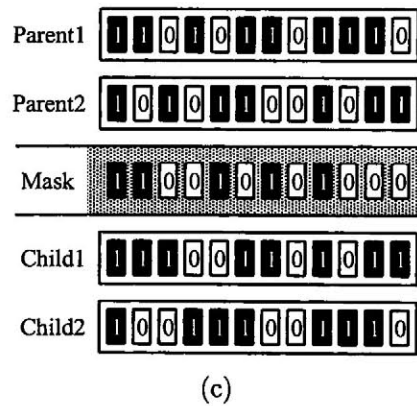 Parent1 1 1 0 1 0 1 1 0 1 1 1 0
Parent2 1 0 1 0 1 1 0 0 1 0 1 1
Mask 1 1 0 0 1 0 1 0 1 0 0 0
Child1 1 1 1 0 0 1 1 0 1 0 1 1
Child2 1 0 0 1 1 1 0 0 1 1 1 0
(c)